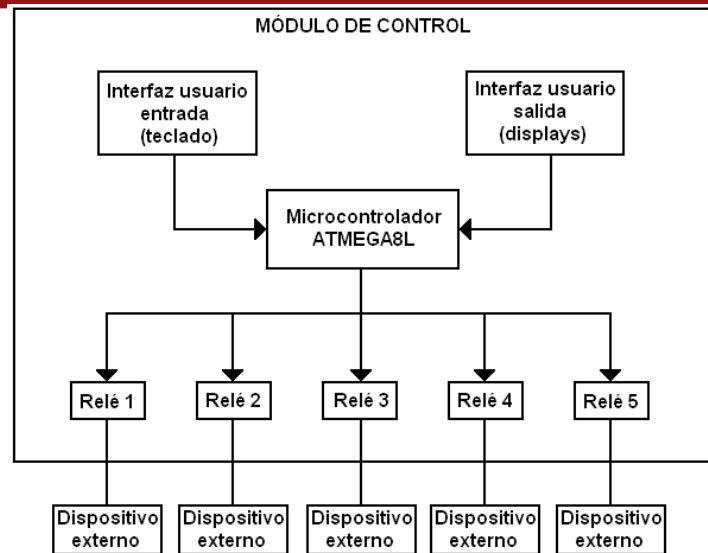 MÓDULO DE CONTROL
Interfaz usuario
entrada
(teclado)
Interfaz usuario
salida
(displays)
Microcontrolador
ATMEGA8L
Relé 1
Relé 2
Relé 3
Relé 4
Relé 5
Dispositivo
externo
Dispositivo
externo
Dispositivo
externo
Dispositivo
externo
Dispositivo
externo